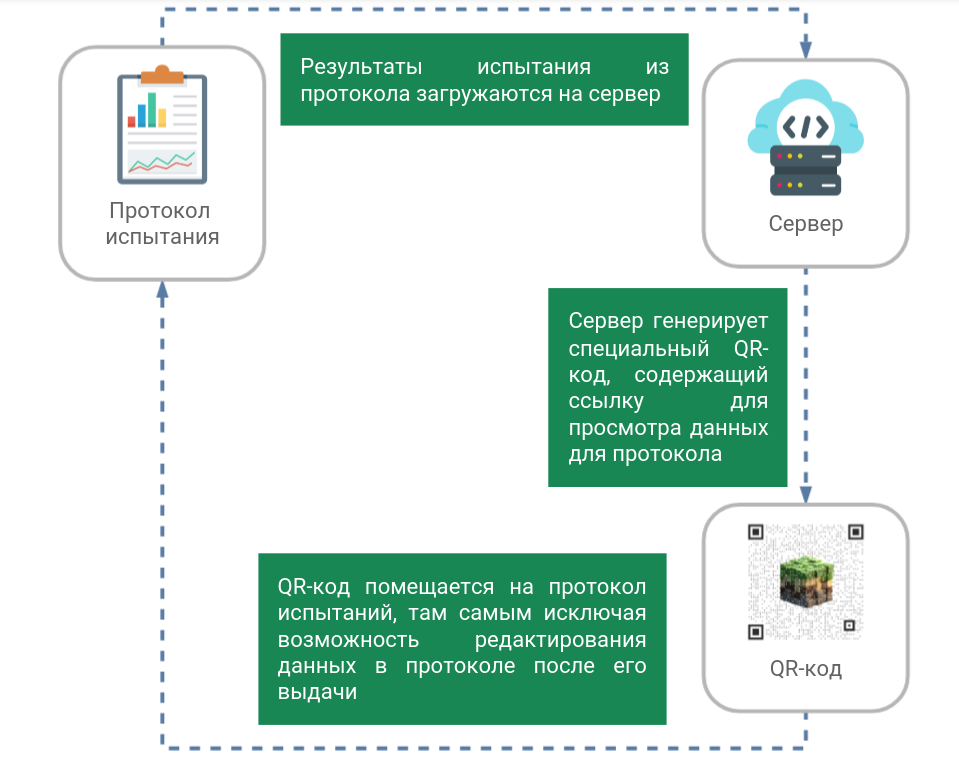 Результаты испытания из
протокола загружаются на сервер
Протокол
испытания
Сервер
Сервер генерирует
специальный QR-
код, содержащий
ссылку для
просмотра данных
для протокола
QR-код помещается на протокол
испытаний, там самым исключая
возможность редактирования
данных в протоколе после его
выдачи
QR-код